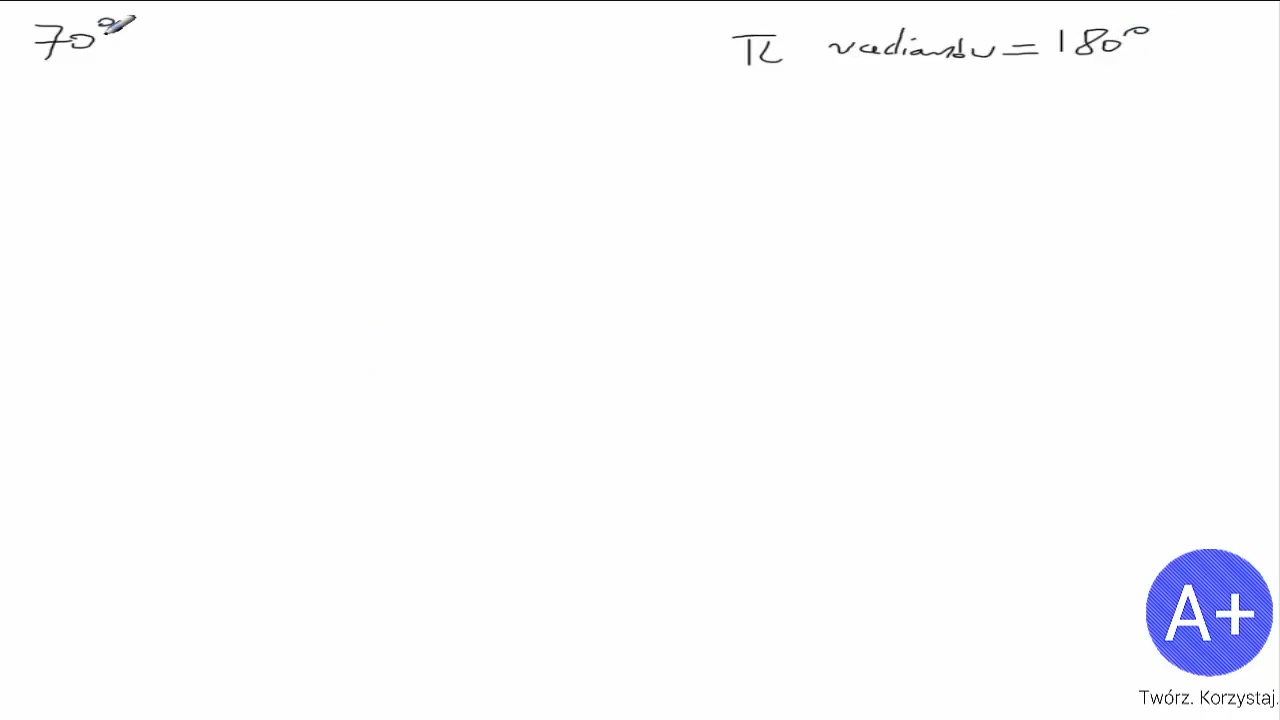 70°
π radianów = 180°
A+
Twórz. Korzystaj.